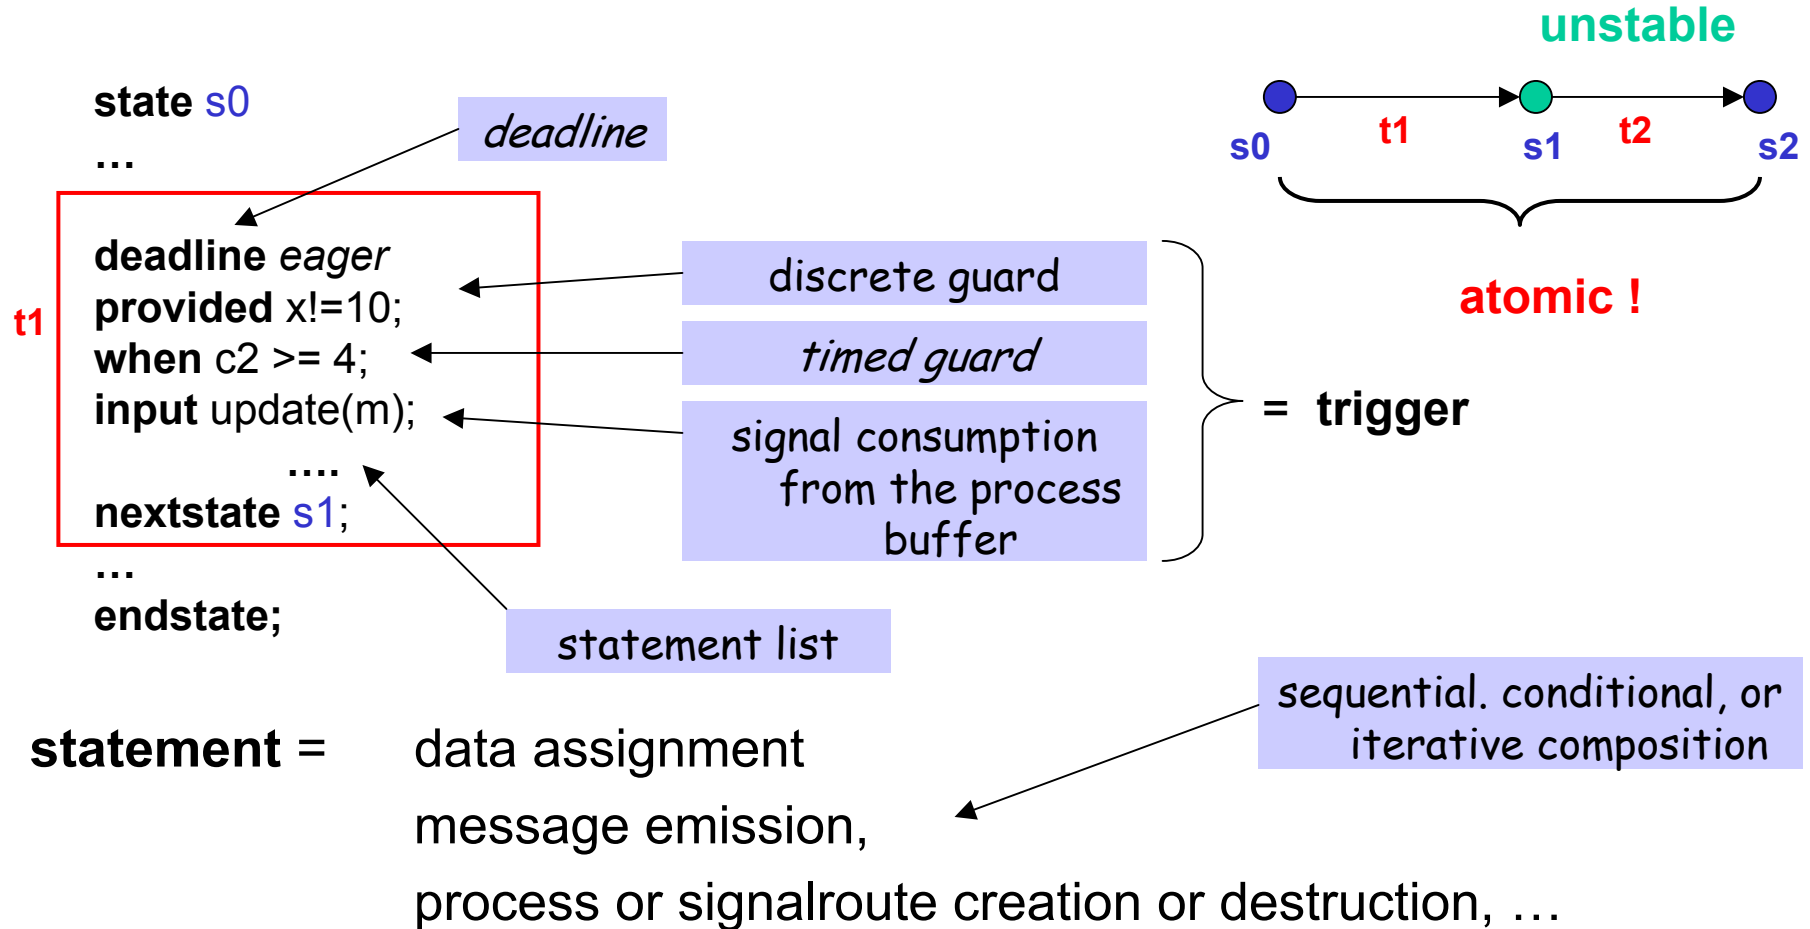 unstable
state s0
…
deadline
t1
t2
s0
s1
s2
atomic !
t1
deadline eager
provided x!=10;
when c2 >= 4;
input update(m);
….
nextstate s1;
…
endstate;
discrete guard
timed guard
signal consumption
from the process
buffer
= trigger
statement list
sequential. conditional, or
iterative composition
statement = data assignment
message emission,
process or signalroute creation or destruction, …